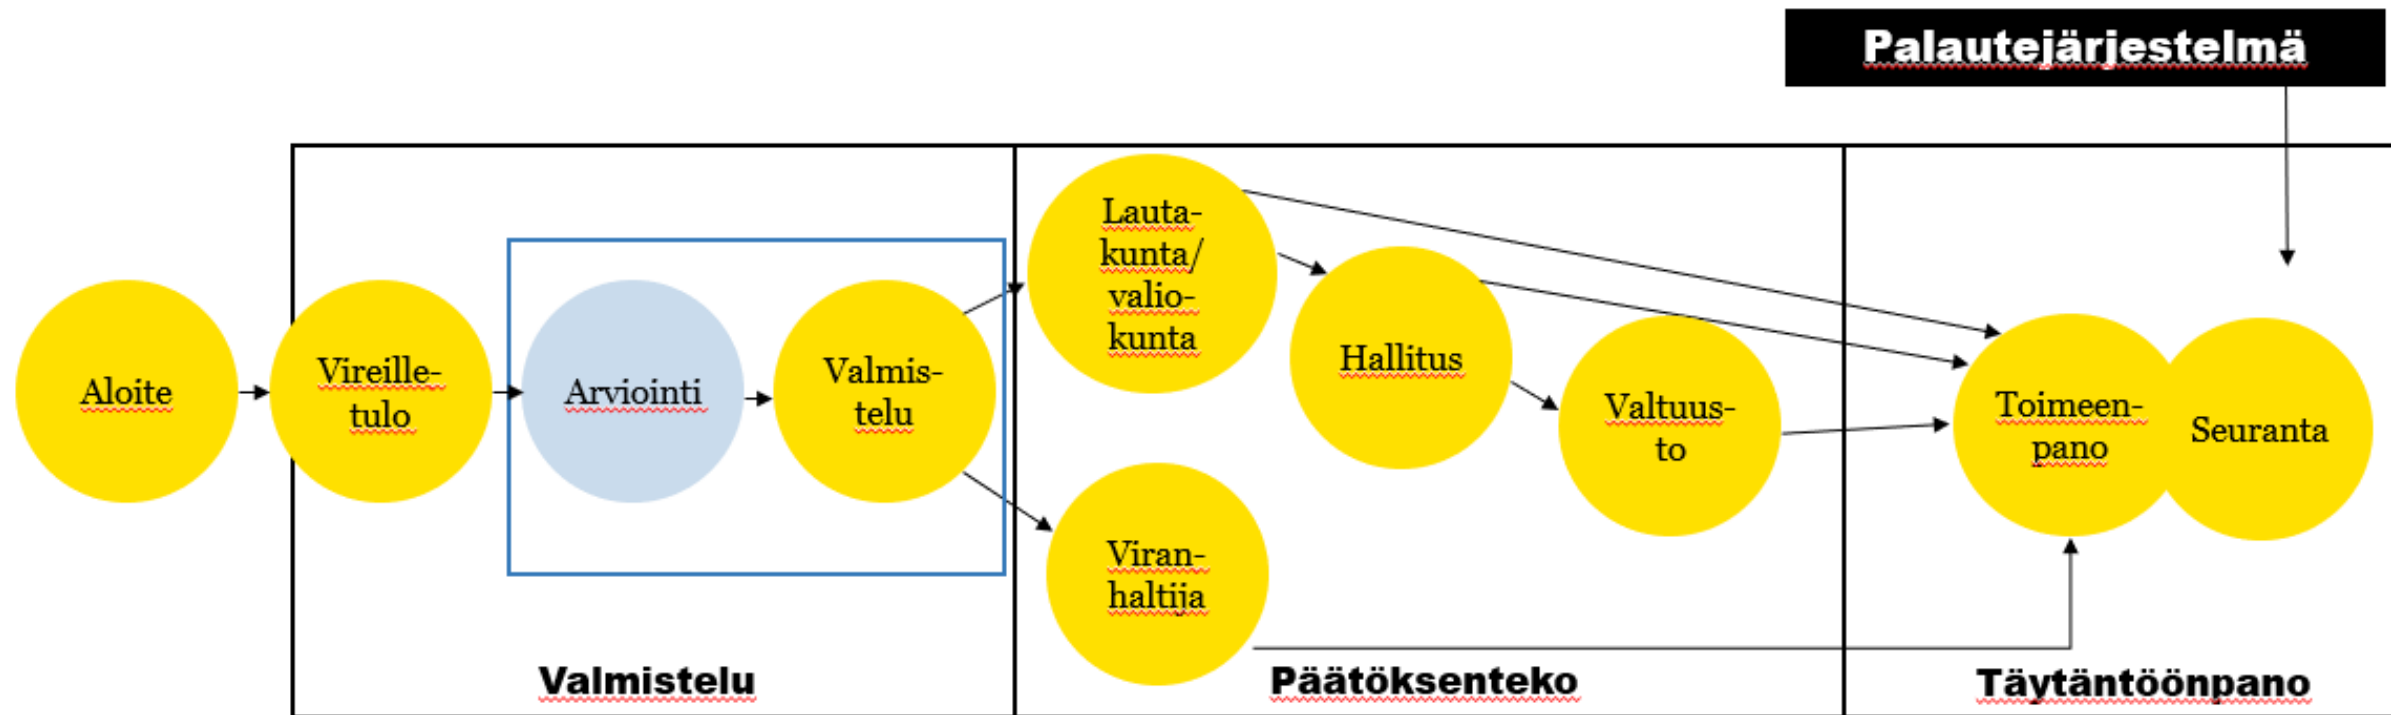 Palautejärjestelmä
Aloite
Vireille-
tulo
Arviointi
Valmis-
telu
Lauta-
kunta/
valio-
kunta
Hallitus
Valtuus-
to
Viran-
haltija
Toimeen-
pano
Seuranta
Valmistelu
Päätöksenteko
Täytäntöönpano